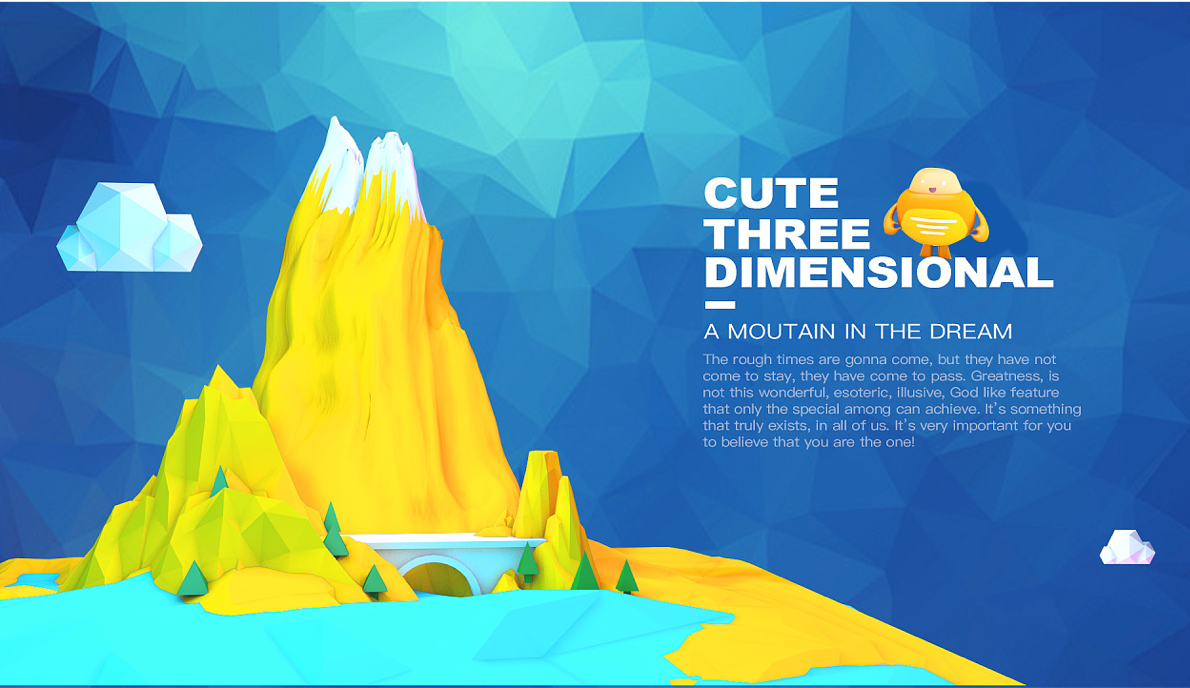 CUTE
THREE
DIMENSIONAL
A MOUTAIN IN THE DREAM
The rough times are gonna come, but they have not
come to stay, they have come to pass. Greatness, is
not this wonderful, esoteric, illusive, God like feature
that only the special among can achieve. It's something
that truly exists, in all of us. It's very important for you
to believe that you are the one!